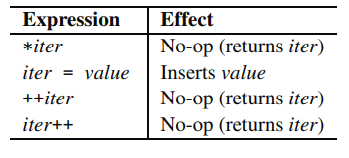 Expression Effect
*iter No-op (returns iter)
iter = value Inserts value
++iter No-op (returns iter)
iter++ No-op (returns iter)